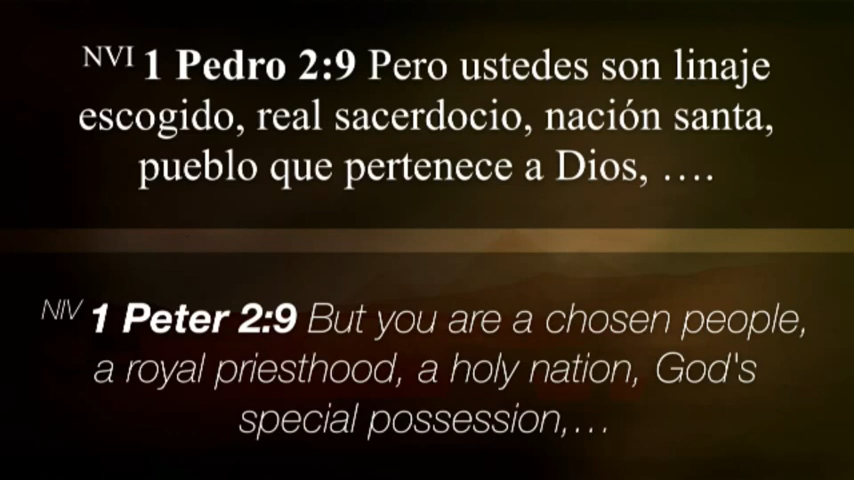 NVI 1 Pedro 2:9 Pero ustedes son linaje
escogido, real sacerdocio, nación santa,
pueblo que pertenece a Dios, ….
NIV 1 Peter 2:9 But you are a chosen people,
a royal priesthood, a holy nation, God's
special possession,…